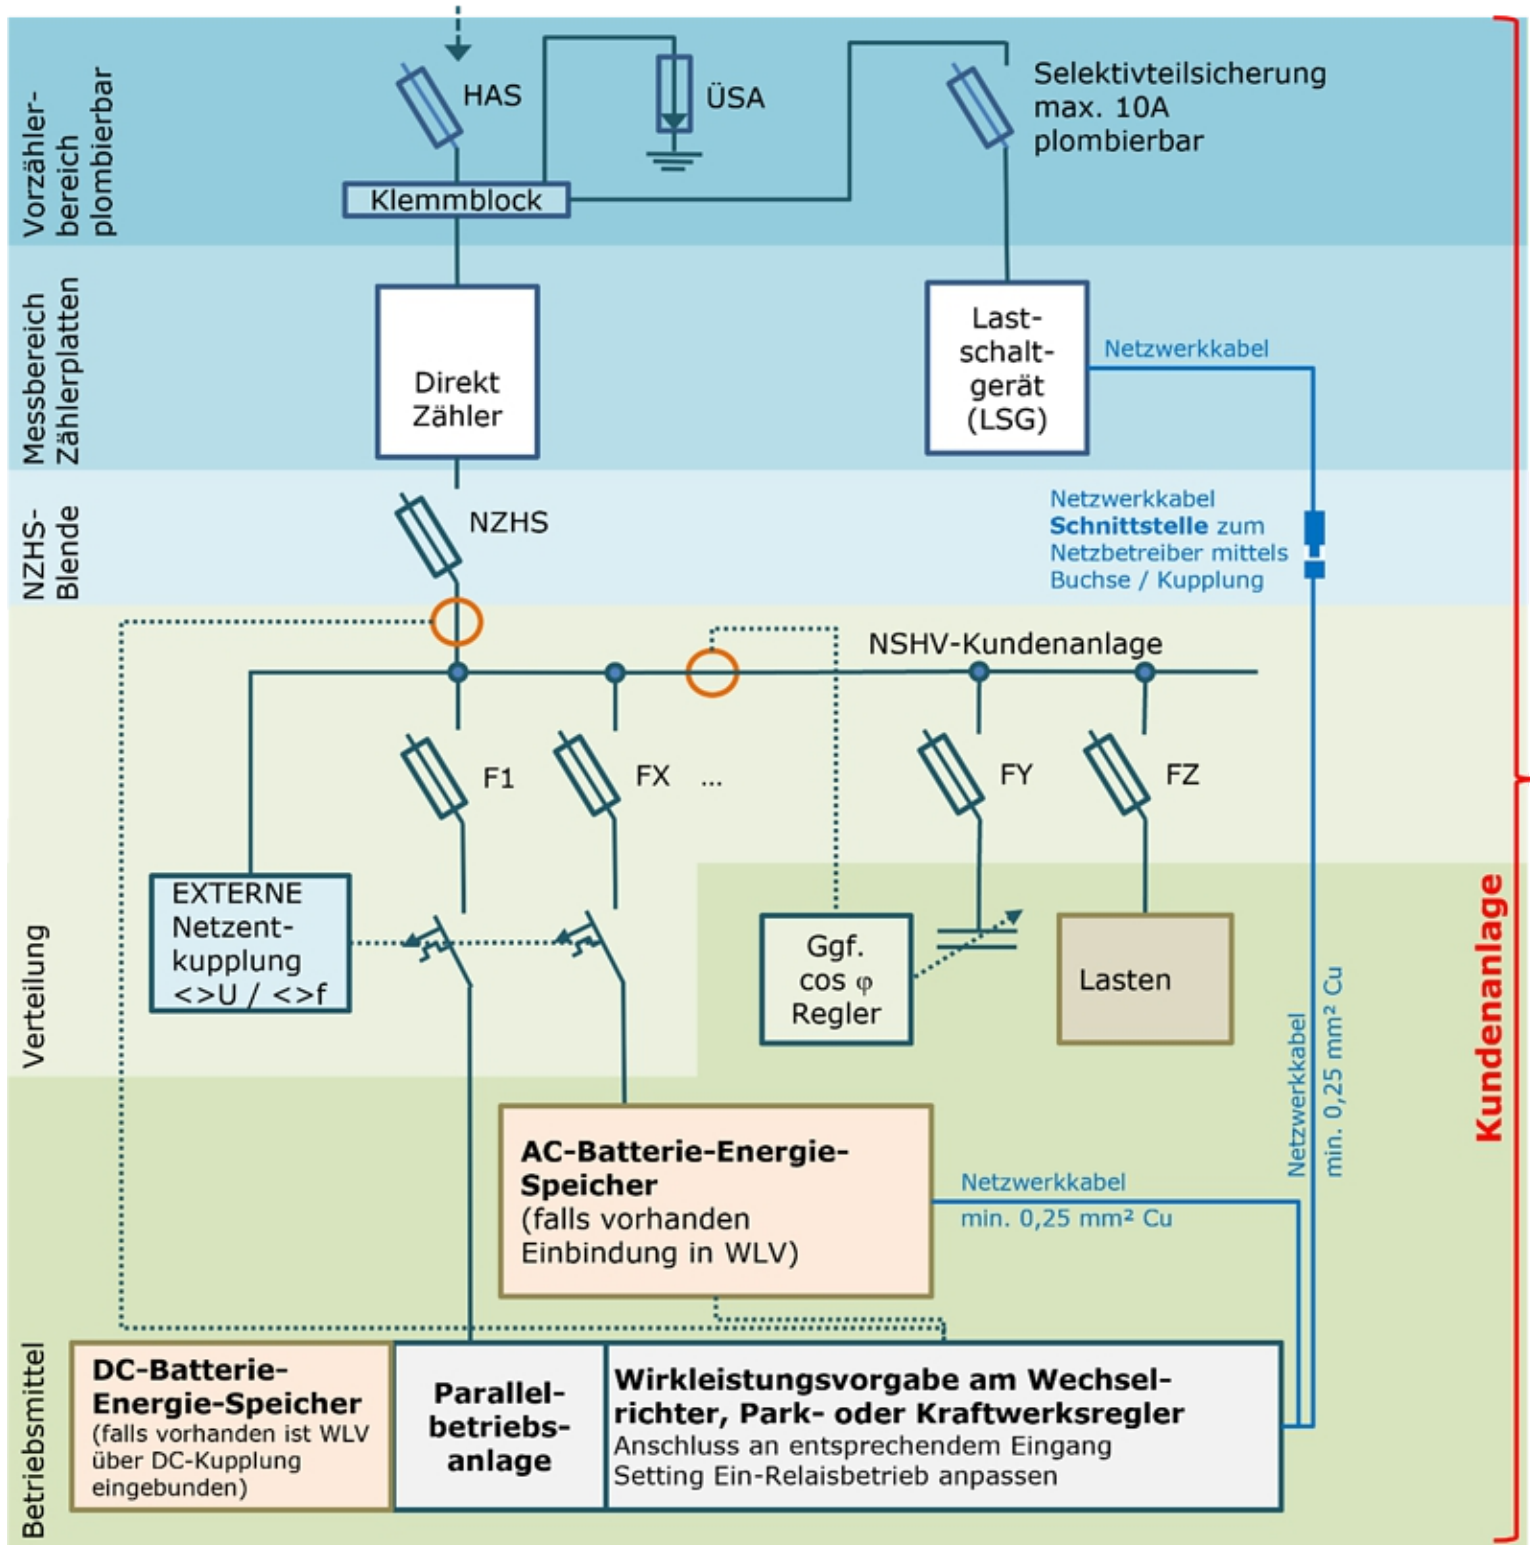 Vorzähler-
bereich
plombierbar
HAS
ÜSA
Selektivteilsicherung
max. 10A
plombierbar
Klemmblock
Messbereich
Zählerplatten
Direkt
Zähler
Last-
schalt-
gerät
(LSG)
Netzwerkkabel
NZHS-
Blende
NZHS
Netzwerkkabel
Schnittstelle zum
Netzbetreiber mittels
Buchse / Kupplung
NSHV-Kundenanlage
F1
FX ...
FY
FZ
Verteilung
EXTERNE
Netzent-
kupplung
<>U / <>f
Ggf.
cos φ
Regler
Lasten
Netzwerkkabel
min. 0,25 mm² Cu
Kundenanlage
AC-Batterie-Energie-
Speicher
(falls vorhanden
Einbindung in WLV)
Netzwerkkabel
min. 0,25 mm² Cu
Betriebsmittel
DC-Batterie-
Energie-Speicher
(falls vorhanden ist WLV
über DC-Kupplung
eingebunden)
Parallel-
betriebs-
anlage
Wirkleistungsvorgabe am Wechsel-
richter, Park- oder Kraftwerksregler
Anschluss an entsprechendem Eingang
Setting Ein-Relaisbetrieb anpassen